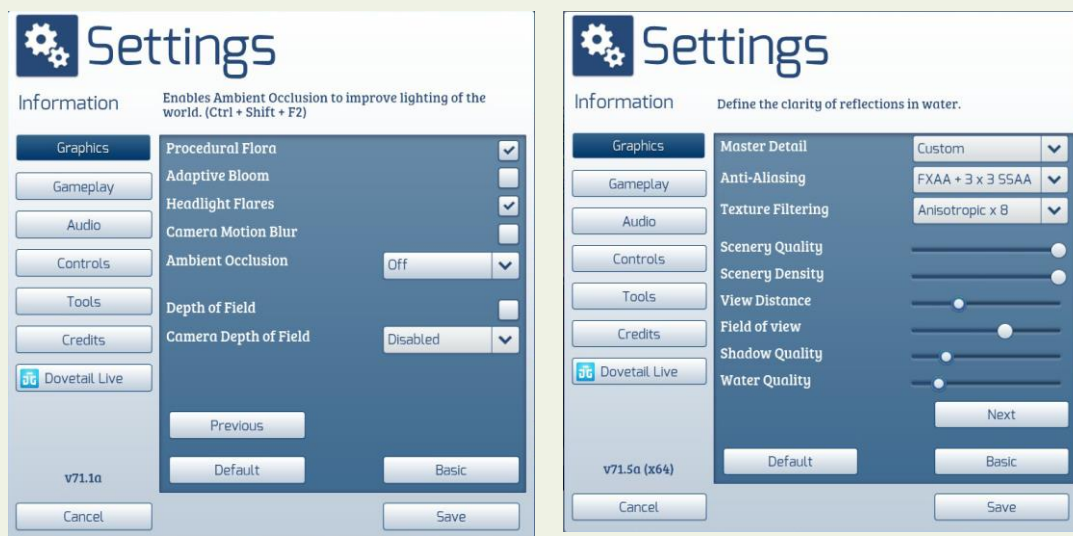 Settings
Information
Enables Ambient Occlusion to improve lighting of the
world. (Ctrl + Shift + F2)
Graphics
Gameplay
Audio
Controls
Tools
Credits
Dovetail Live
v71.1a
Procedural Flora
Adaptive Bloom
Headlight Flares
Camera Motion Blur
Ambient Occlusion Off
Depth of Field
Camera Depth of Field Disabled
Previous
Default Basic
Cancel Save
Settings
Information
Define the clarity of reflections in water.
Graphics
Gameplay
Audio
Controls
Tools
Credits
Dovetail Live
v71.5a (x64)
Master Detail Custom
Anti-Aliasing FXAA + 3 x 3 SSAA
Texture Filtering Anisotropic x 8
Scenery Quality
Scenery Density
View Distance
Field of view
Shadow Quality
Water Quality
Next
Default Basic
Cancel Save